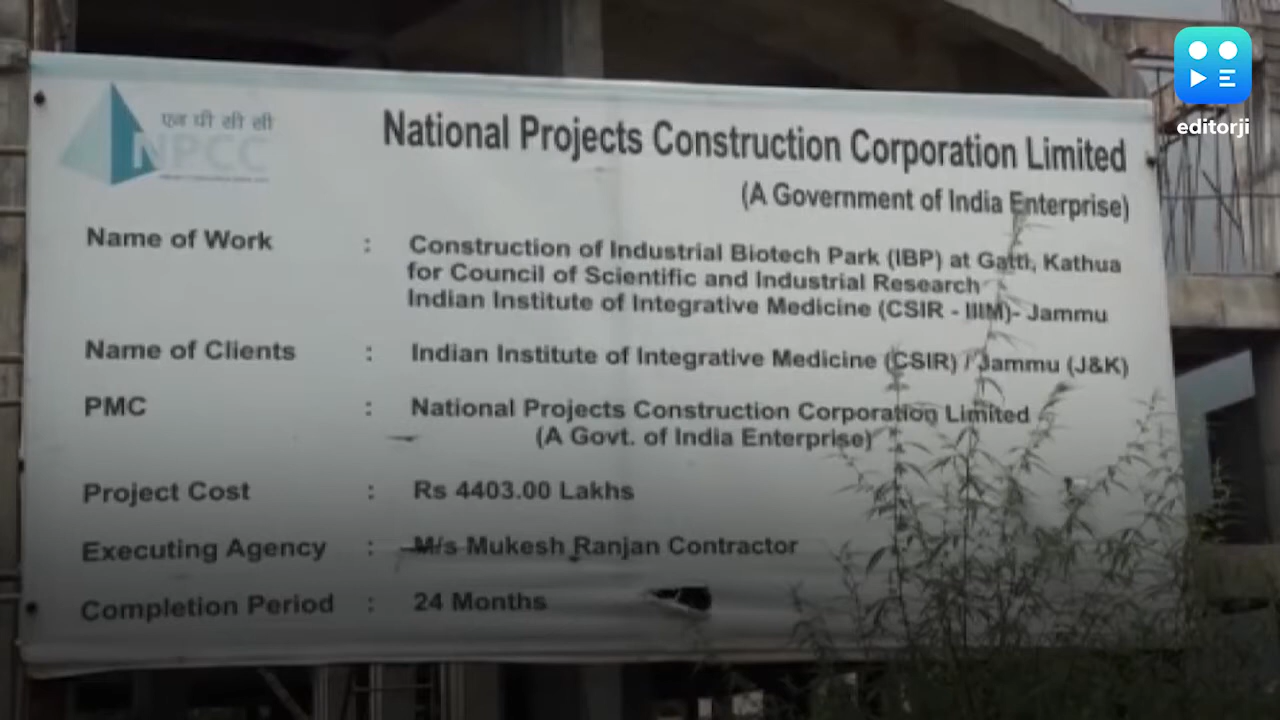 editorji
एन पी सी सी
NPCC
National Projects Construction Corporation Limited
(A Government of India Enterprise)
Name of Work : Construction of Industrial Biotech Park (IBP) at Gatti, Kathua
for Council of Scientific and Industrial Research
Indian Institute of Integrative Medicine (CSIR - IIIM)- Jammu
Name of Clients : Indian Institute of Integrative Medicine (CSIR) / Jammu (J&K)
PMC : National Projects Construction Corporation Limited
(A Govt. of India Enterprise)
Project Cost : Rs 4403.00 Lakhs
Executing Agency : M/s Mukesh Ranjan Contractor
Completion Period : 24 Months